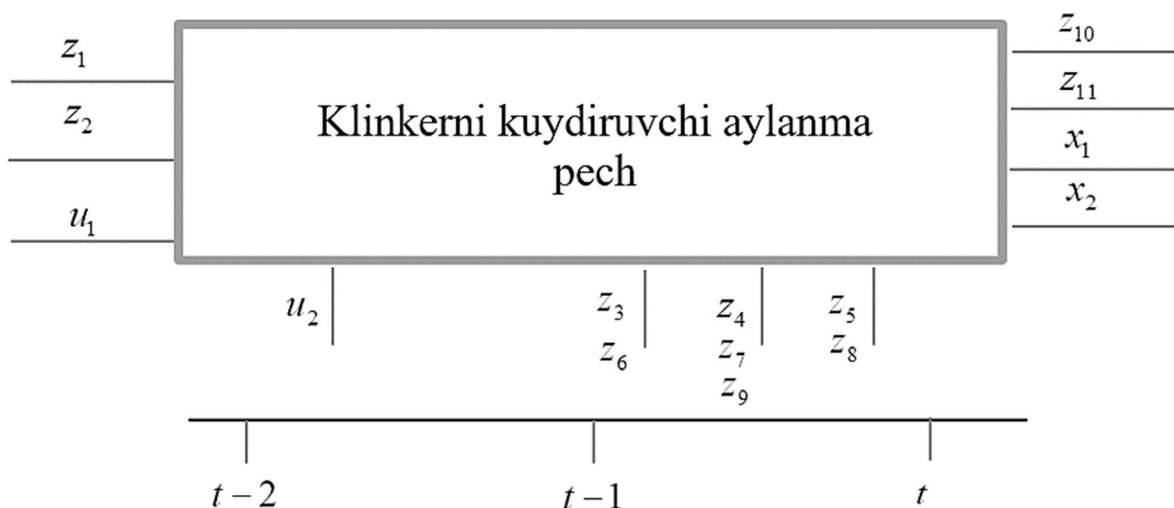 z₁
z₂
u₁
Klinkerni kuydiruvchi aylanma
pech
z₁₀
z₁₁
x₁
x₂
u₂
z₃
z₆
z₄
z₇
z₉
z₅
z₈
t – 2
t – 1
t